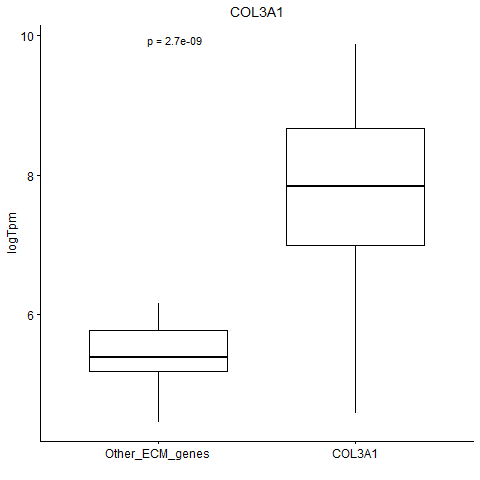 COL3A1
p = 2.7e-09
10
8
6
logTpm
Other_ECM_genes
COL3A1